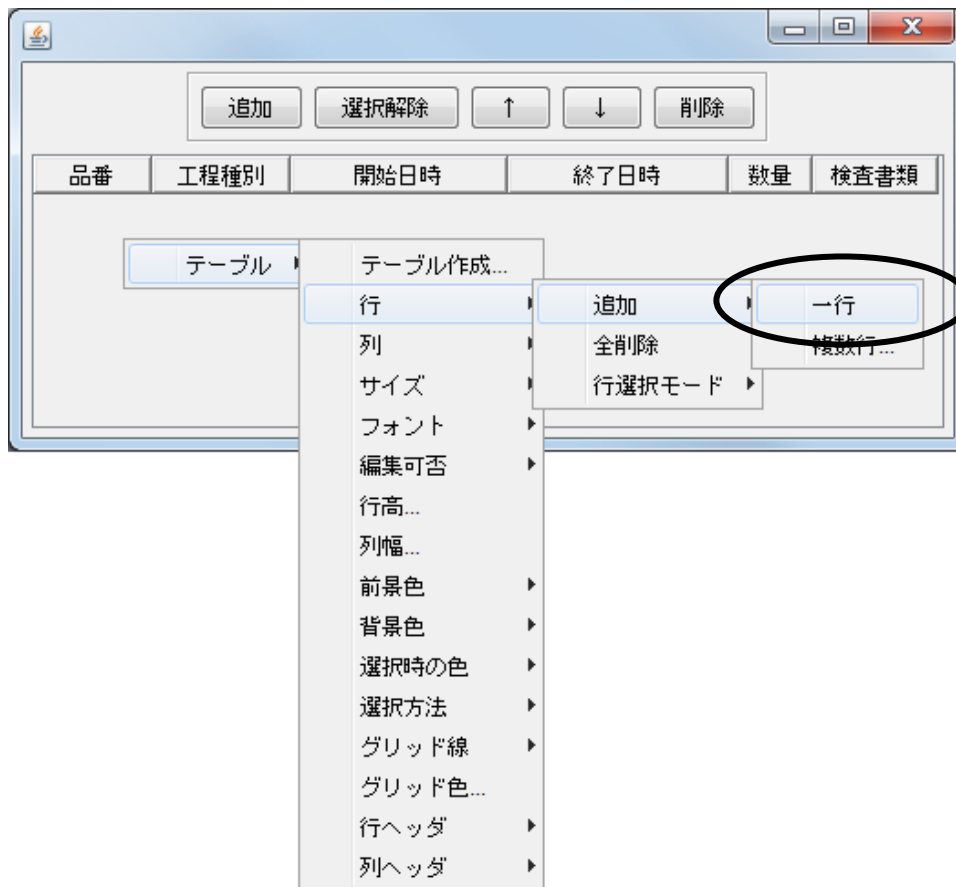 追加 選択解除 ↑ ↓ 削除
品番 工程種別 開始日時 終了日時 数量 検査書類
テーブル
テーブル作成...
行
列
サイズ
フォント
編集可否
行高...
列幅...
前景色
背景色
選択時の色
選択方法
グリッド線
グリッド色...
行ヘッダ
列ヘッダ
追加
全削除
行選択モード
一行
複数行...